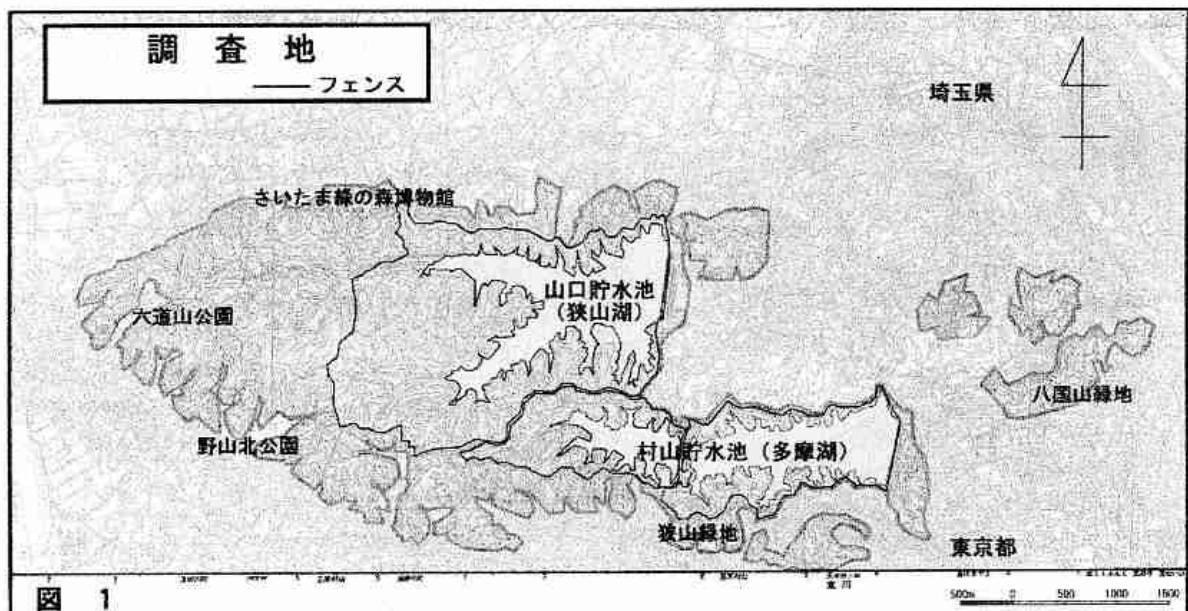 調 査 地
フェンス
埼玉県
さいたま緑の森博物館
山口貯水池
(狭山湖)
六道山公園
八国山緑地
野山北公園
村山貯水池(多摩湖)
狭山緑地
東京都
図 1
500m 0 500 1000 1500